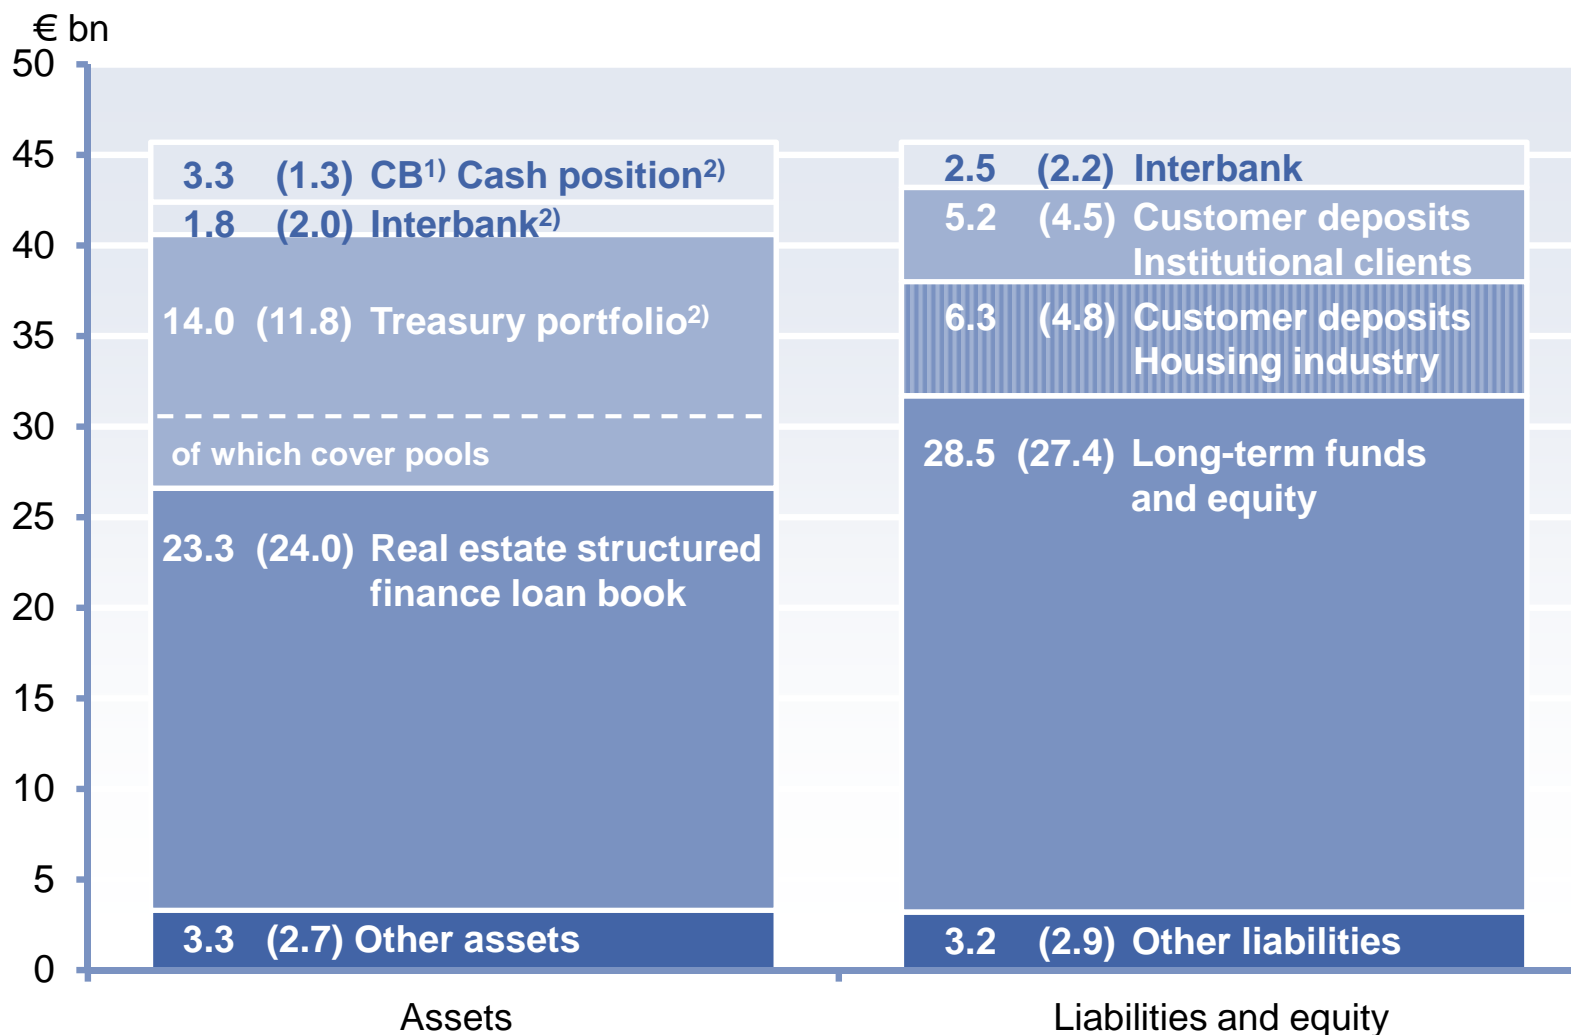 € bn
50
45
40
35
30
25
20
15
10
5
0
3.3 (1.3) CB1) Cash position2)
1.8 (2.0) Interbank2)
14.0 (11.8) Treasury portfolio2)
of which cover pools
23.3 (24.0) Real estate structured
finance loan book
3.3 (2.7) Other assets
2.5 (2.2) Interbank
5.2 (4.5) Customer deposits
Institutional clients
6.3 (4.8) Customer deposits
Housing industry
28.5 (27.4) Long-term funds
and equity
3.2 (2.9) Other liabilities
Assets
Liabilities and equity